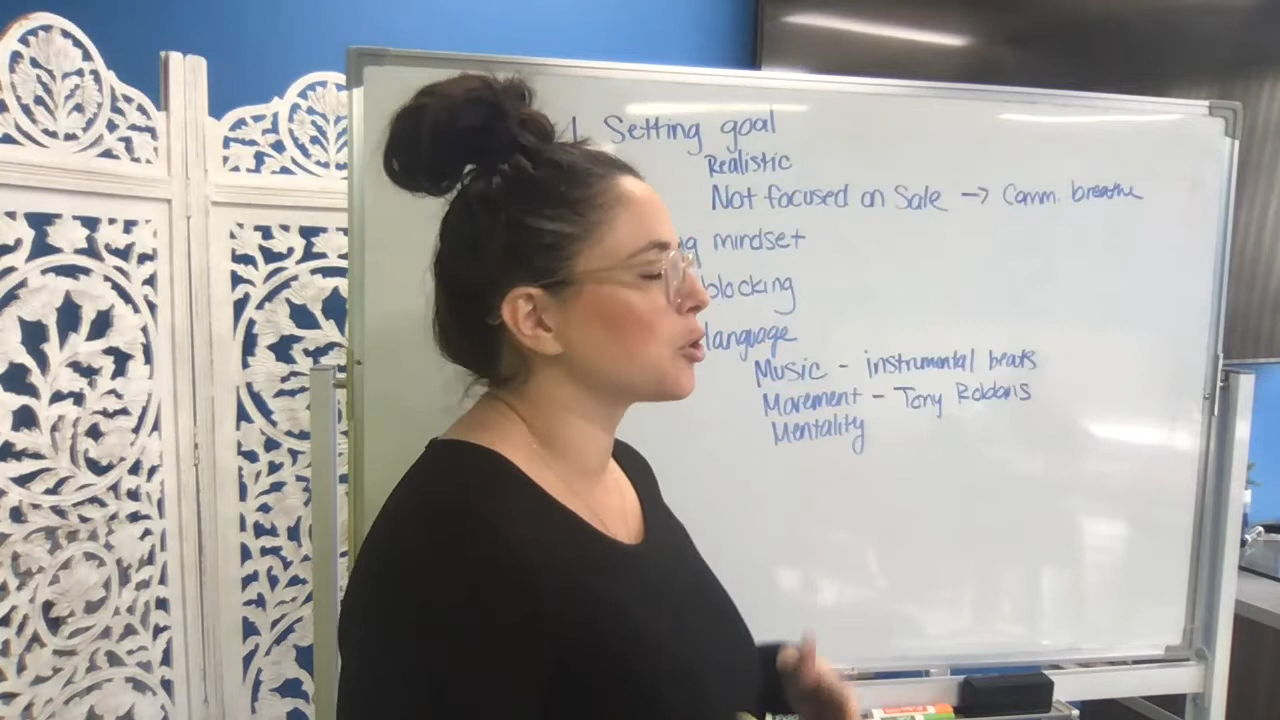 1 Setting goal
Realistic
Not focused on Sale → Comm. breathe
mindset
blocking
language
Music - instrumental beats
Movement - Tony Robbins
Mentality